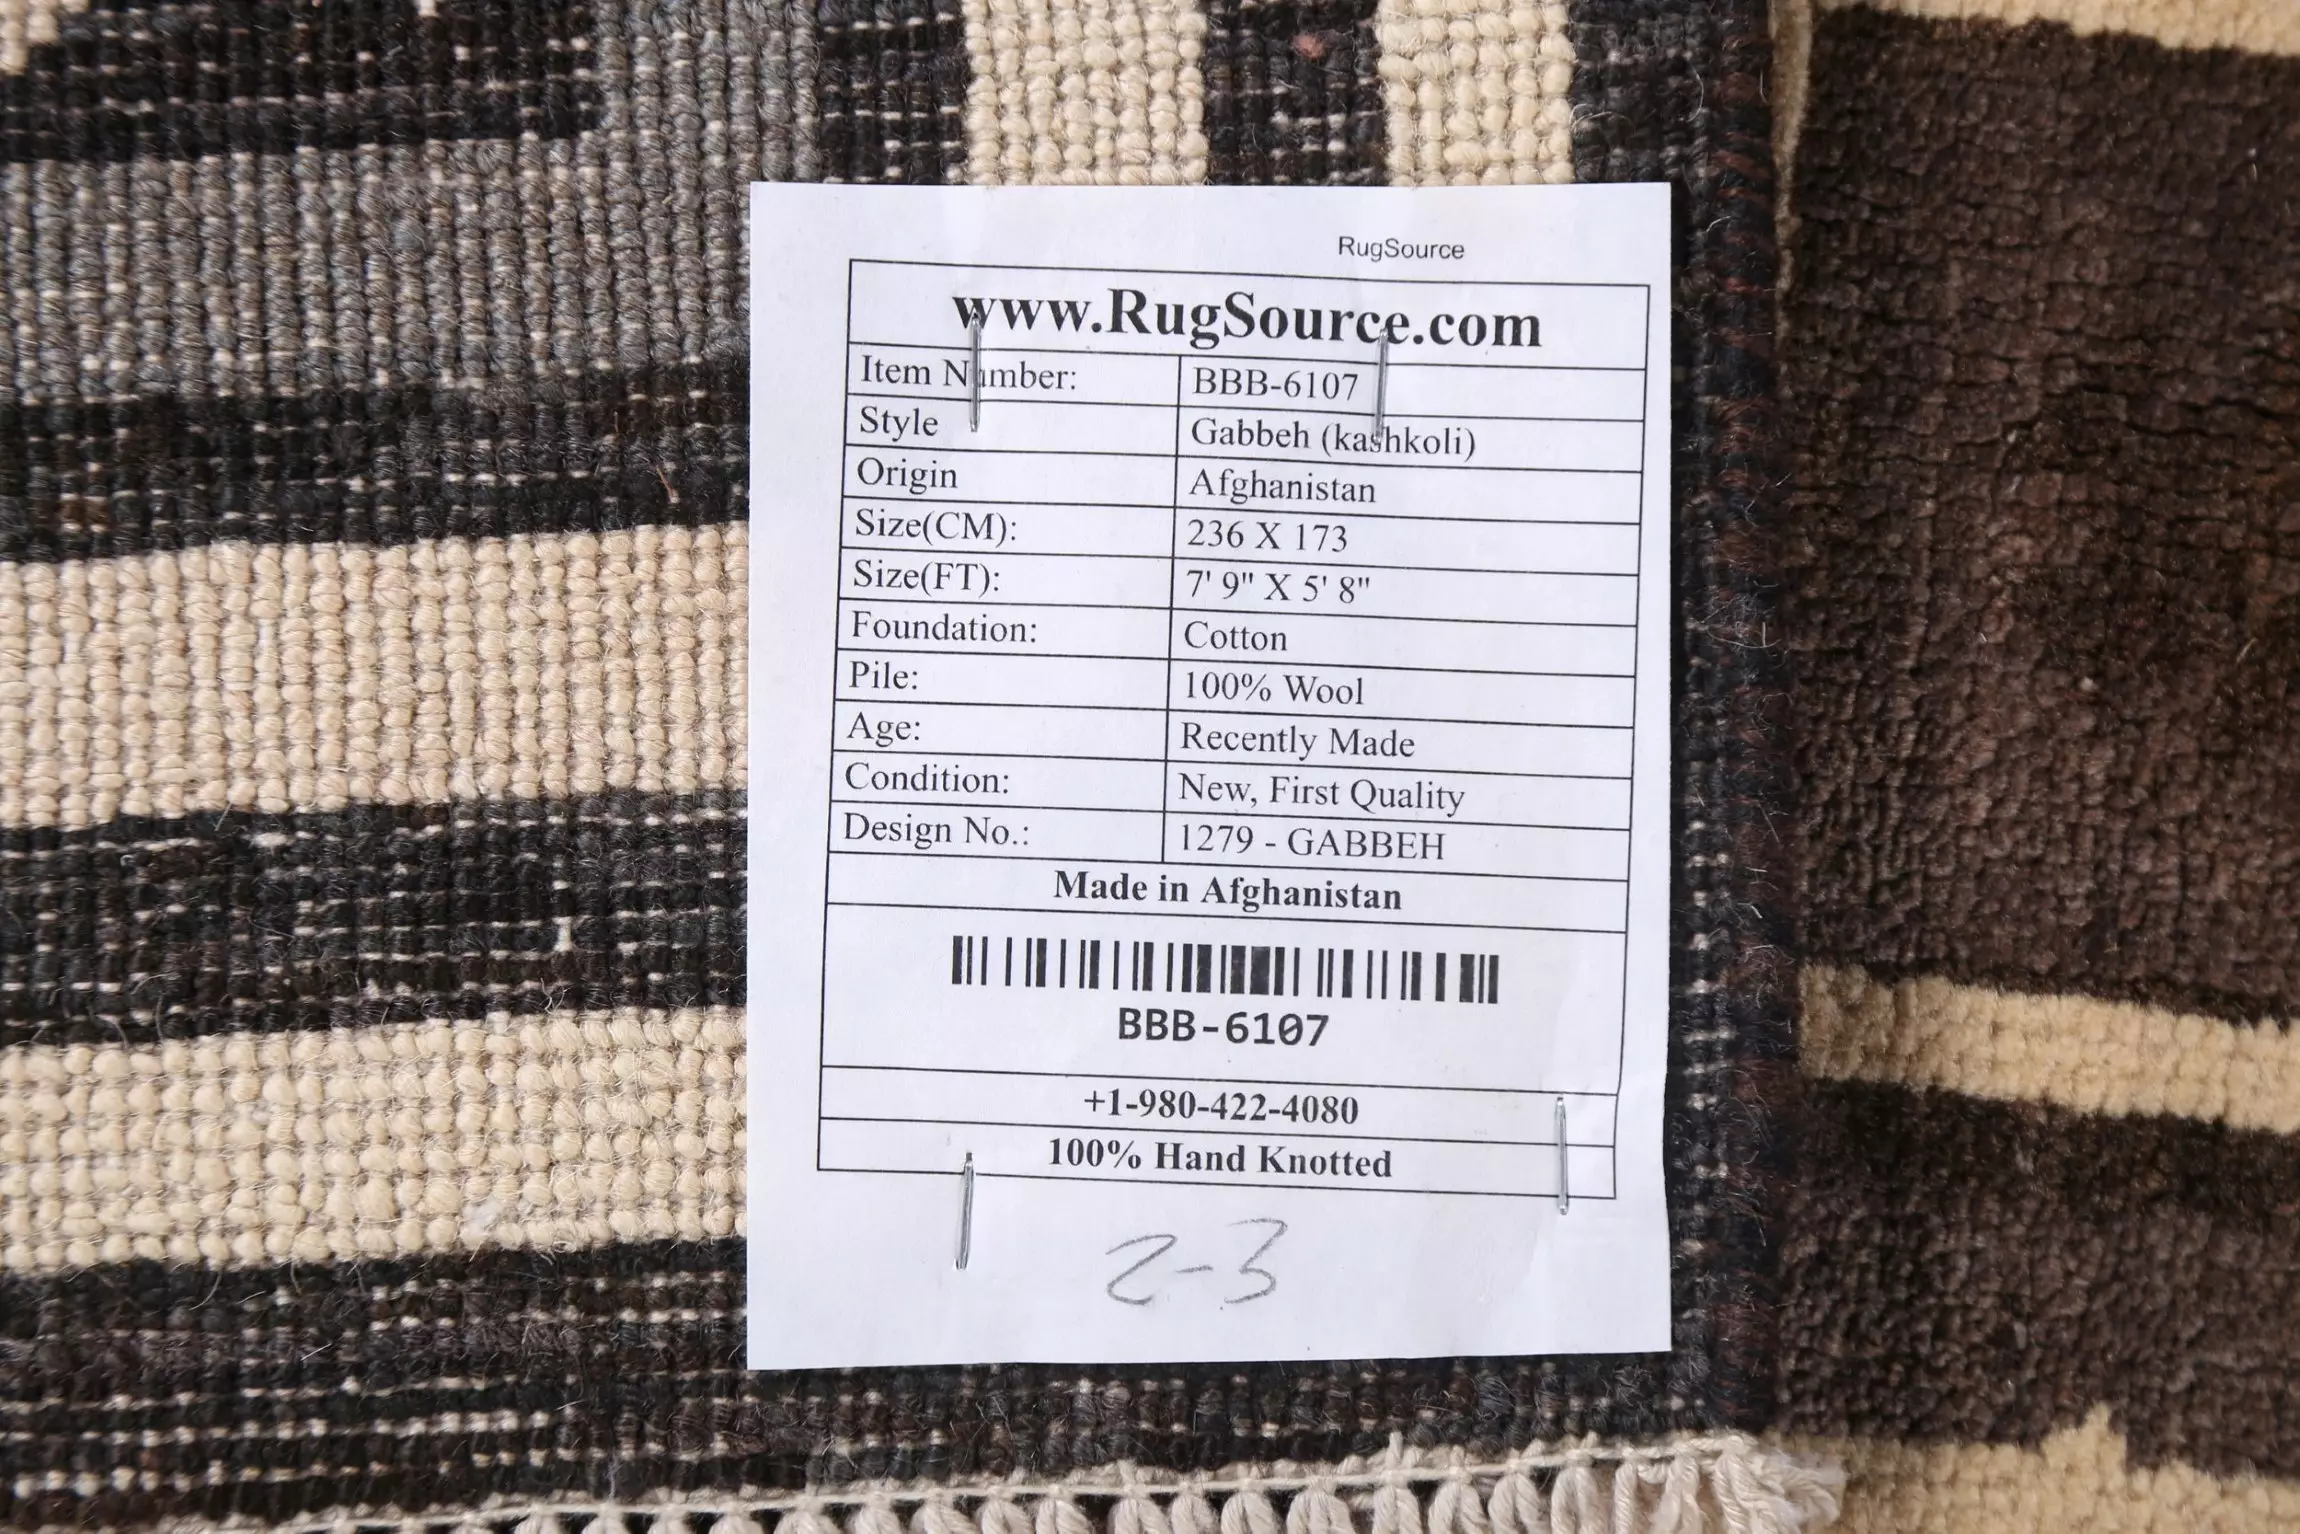 RugSource
www.RugSource.com
Item Number: BBB-6107
Style Gabbeh (kashkoli)
Origin Afghanistan
Size(CM): 236 X 173
Size(FT): 7' 9" X 5' 8"
Foundation: Cotton
Pile: 100% Wool
Age: Recently Made
Condition: New, First Quality
Design No.: 1279 - GABBEH
Made in Afghanistan
BBB-6107
+1-980-422-4080
100% Hand Knotted
2-3